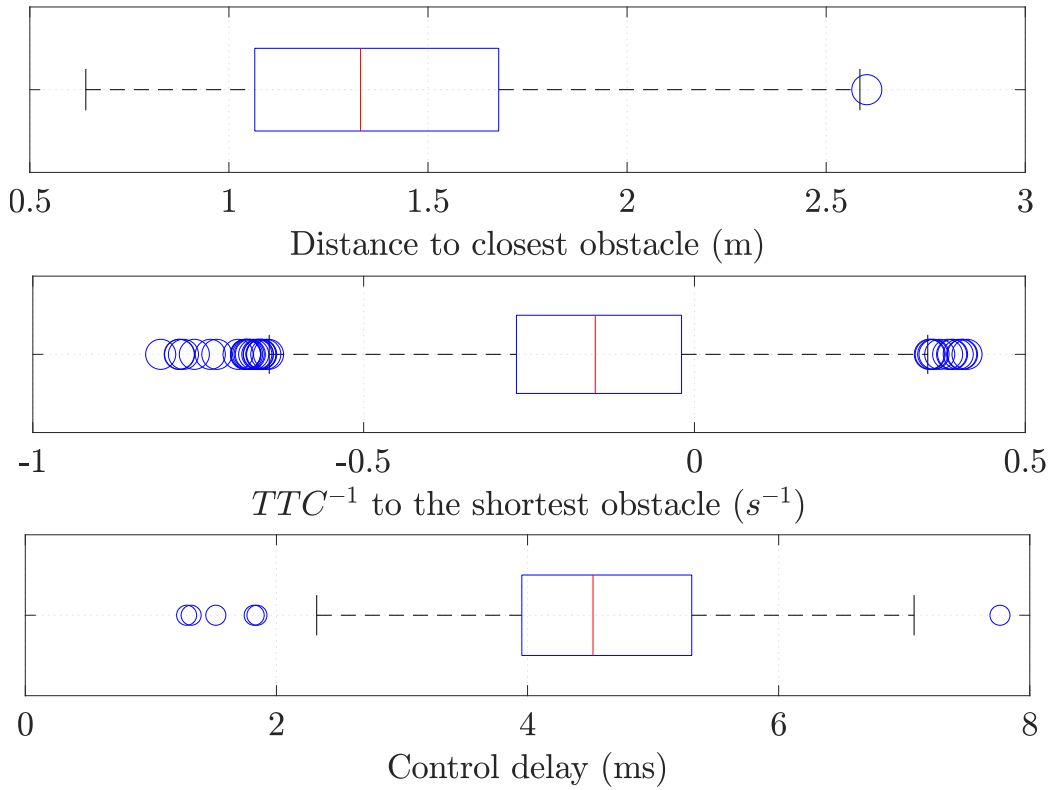 0.5 1 1.5 2 2.5 3
Distance to closest obstacle (m)
-1 -0.5 0 0.5
TTC⁻¹ to the shortest obstacle (s⁻¹)
0 2 4 6 8
Control delay (ms)